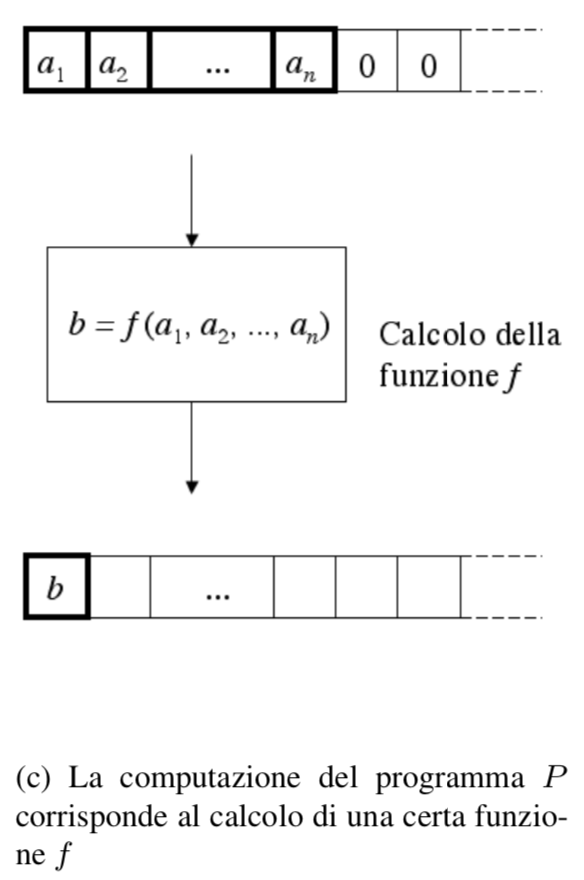 a₁ a₂ ... aₙ 0 0
b = f(a₁, a₂, ..., aₙ)
Calcolo della
funzione f
b ...
(c) La computazione del programma P
corrisponde al calcolo di una certa funzio-
ne f